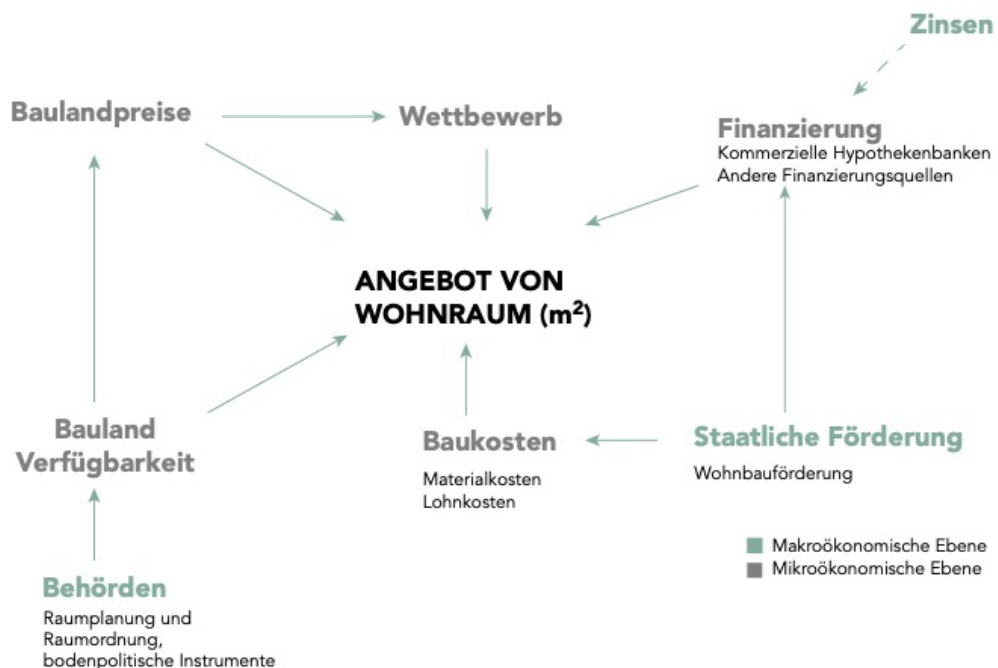 Zinsen
Baulandpreise
Wettbewerb
Finanzierung
Kommerzielle Hypothekenbanken
Andere Finanzierungsquellen
ANGEBOT VON
WOHNRAUM (m²)
Bauland
Verfügbarkeit
Baukosten
Materialkosten
Lohnkosten
Staatliche Förderung
Wohnbauförderung
Makroökonomische Ebene
Mikroökonomische Ebene
Behörden
Raumplanung und
Raumordnung,
bodenpolitische Instrumente